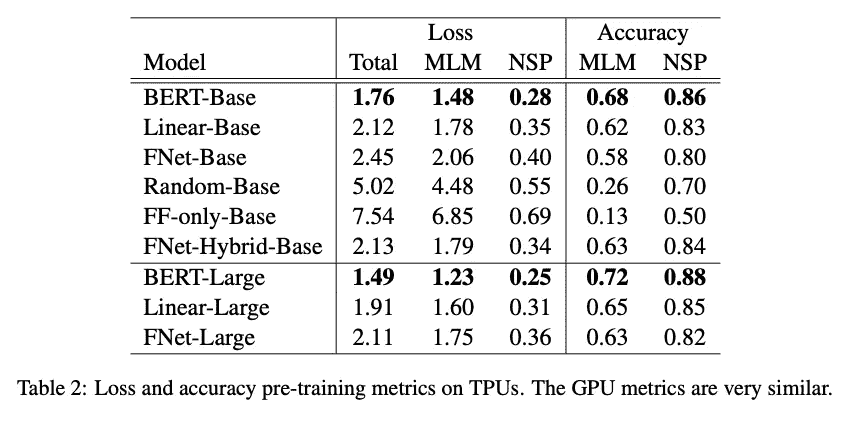 Loss Accuracy
Model Total MLM NSP MLM NSP
BERT-Base 1.76 1.48 0.28 0.68 0.86
Linear-Base 2.12 1.78 0.35 0.62 0.83
FNet-Base 2.45 2.06 0.40 0.58 0.80
Random-Base 5.02 4.48 0.55 0.26 0.70
FF-only-Base 7.54 6.85 0.69 0.13 0.50
FNet-Hybrid-Base 2.13 1.79 0.34 0.63 0.84
BERT-Large 1.49 1.23 0.25 0.72 0.88
Linear-Large 1.91 1.60 0.31 0.65 0.85
FNet-Large 2.11 1.75 0.36 0.63 0.82
Table 2: Loss and accuracy pre-training metrics on TPUs. The GPU metrics are very similar.